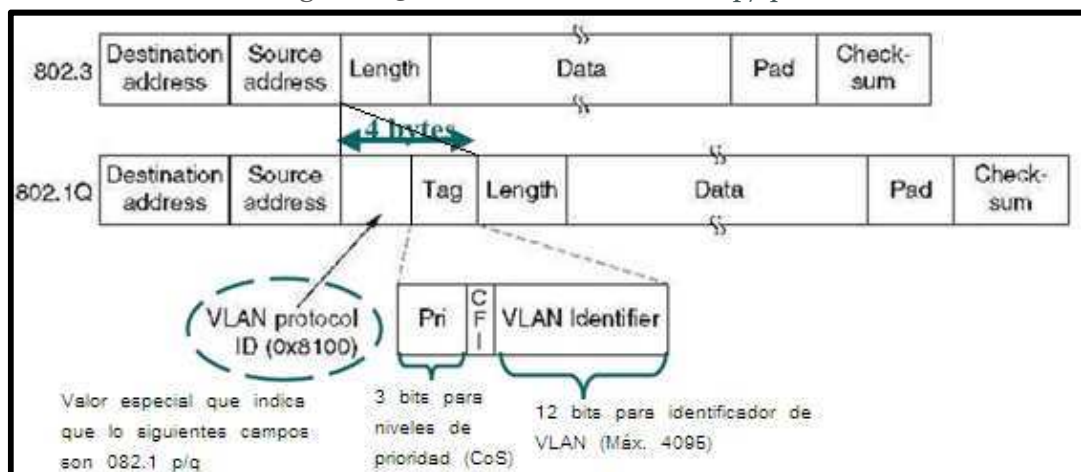 802.3 Destination address Source address Length Data Pad Check-sum
4 bytes
802.1Q Destination address Source address Tag Length Data Pad Check-sum
VLAN protocol ID (0x8100)
Pri CFI VLAN Identifier
Valor especial que indica
que lo siguientes campos
son 082.1 p/q
3 bits para
niveles de
prioridad (CoS)
12 bits para identificador de
VLAN (Máx. 4095)